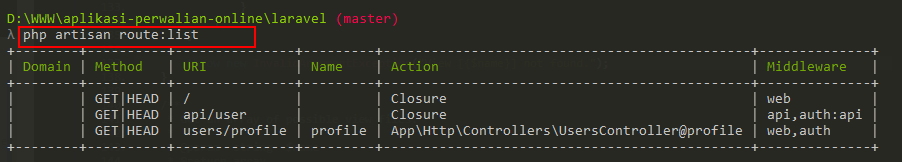 D:\WWW\aplikasi-perwalian-online\laravel (master)
λ php artisan route:list
+--------+----------+---------------+---------+----------------------------------------------+--------------+
| Domain | Method   | URI           | Name    | Action                                       | Middleware   |
+--------+----------+---------------+---------+----------------------------------------------+--------------+
|        | GET|HEAD | /             |         | Closure                                      | web          |
|        | GET|HEAD | api/user      |         | Closure                                      | api,auth:api |
|        | GET|HEAD | users/profile | profile | App\Http\Controllers\UsersController@profile | web,auth     |
+--------+----------+---------------+---------+----------------------------------------------+--------------+